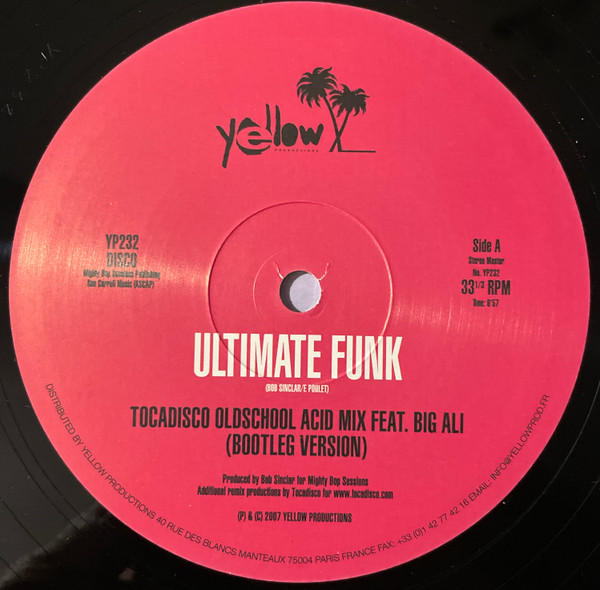 yellow
PRODUCTIONS
YP232
DISCO
Mighty Bop Sessions Publishing
Ron Carroll Music (ASCAP)
Side A
Stereo Master
No. YP232
33 1/3 RPM
Time: 6'57
ULTIMATE FUNK
(BOB SINCLAR/E POULET)
TOCADISCO OLDSCHOOL ACID MIX FEAT. BIG ALI
(BOOTLEG VERSION)
Produced by Bob Sinclar for Mighty Bop Sessions
Additional remix productions by Tocadisco for www.tocadisco.com
(P) & (C) 2007 YELLOW PRODUCTIONS
DISTRIBUTED BY YELLOW PRODUCTIONS 40 RUE DES BLANCS MANTEAUX 75004 PARIS FRANCE FAX: +33 (0)1 42 77 42 16 EMAIL: INFO@YELLOWPROD.FR